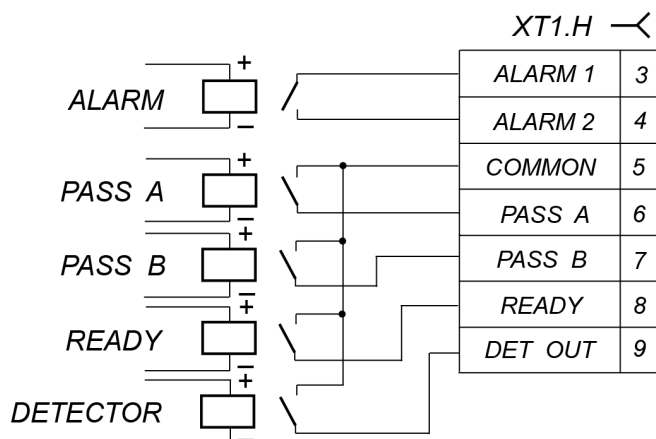 XT1.H
+
ALARM 1 3
ALARM
−
ALARM 2 4
+
COMMON 5
PASS A
PASS A 6
−
+
PASS B
PASS B 7
−
+
READY 8
READY
DET OUT 9
−
+
DETECTOR
−